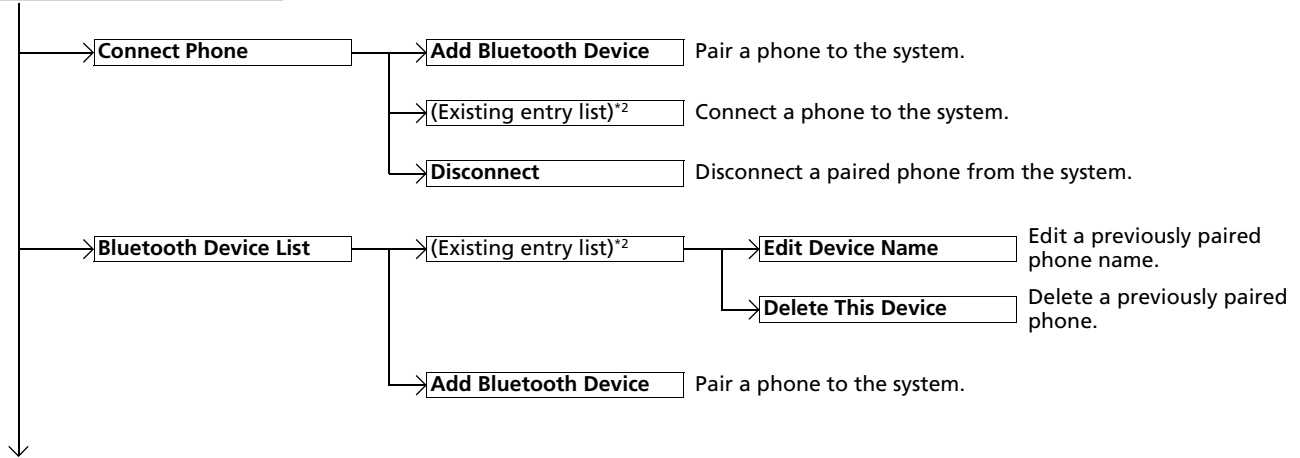 Connect Phone
Add Bluetooth Device Pair a phone to the system.
(Existing entry list)*2 Connect a phone to the system.
Disconnect Disconnect a paired phone from the system.
Bluetooth Device List
(Existing entry list)*2
Edit Device Name
Edit a previously paired
phone name.
Delete This Device
Delete a previously paired
phone.
Add Bluetooth Device Pair a phone to the system.